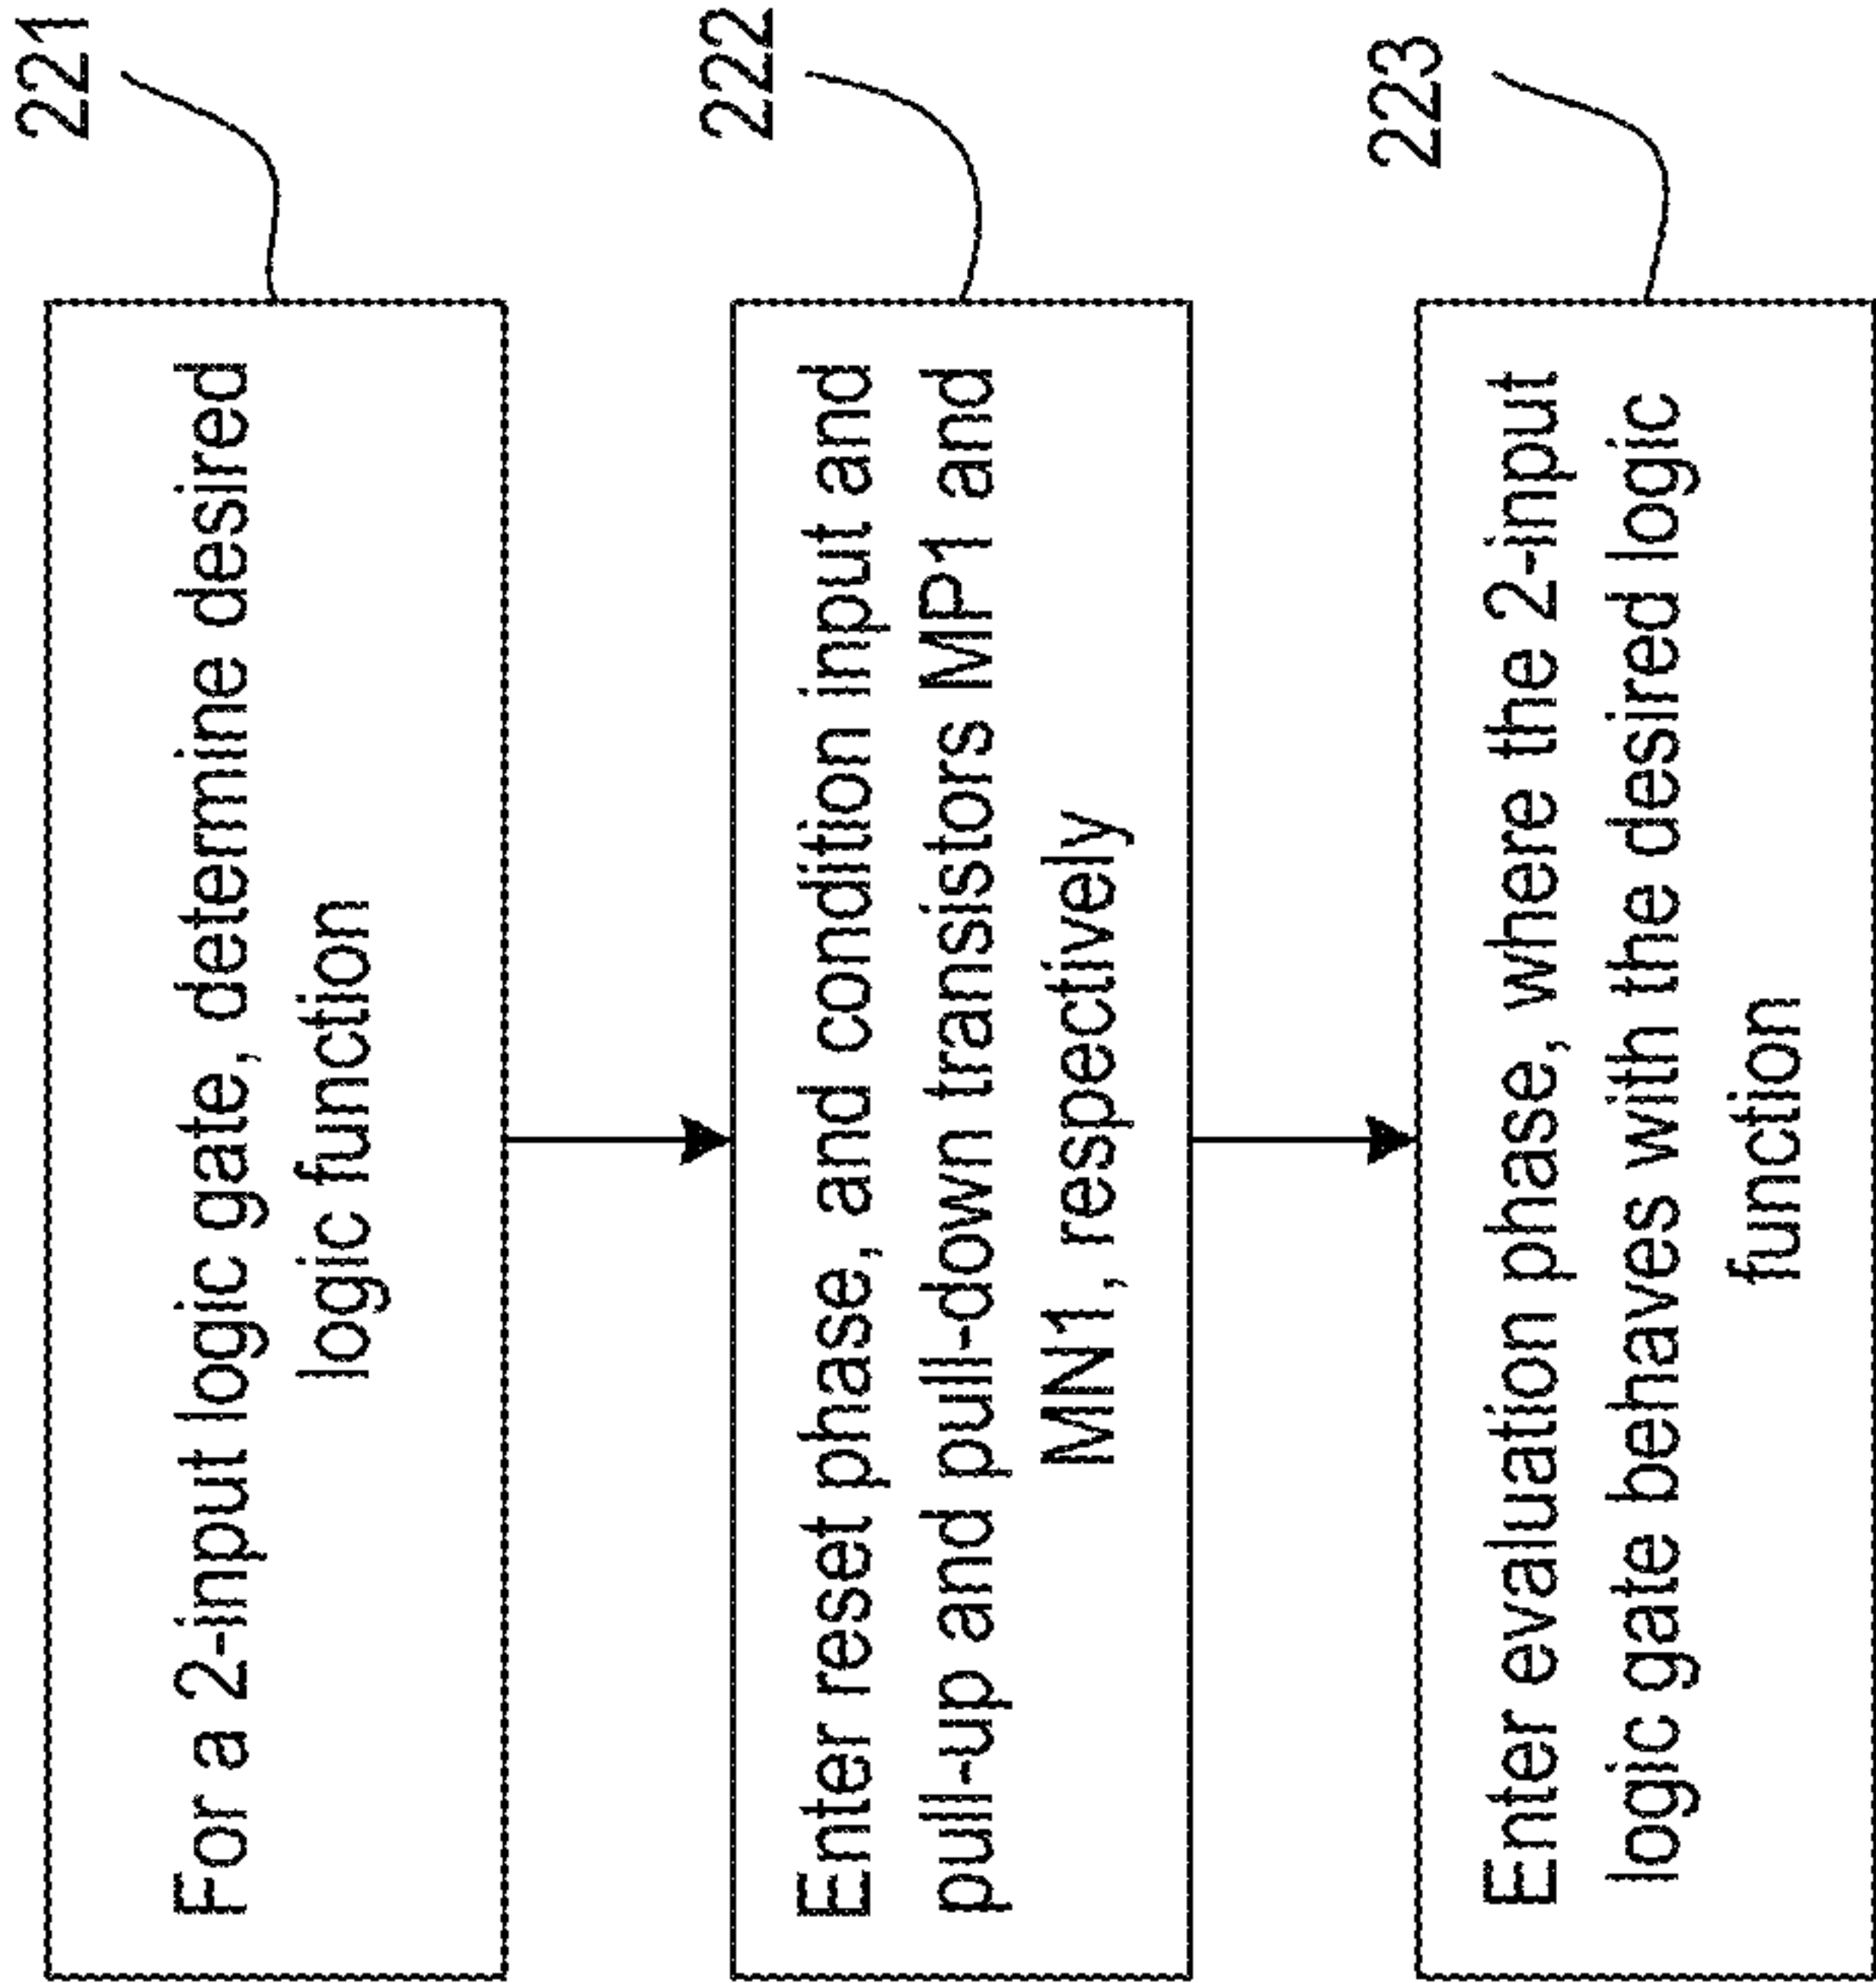 221
For a 2-input logic gate, determine desired
logic function
222
Enter reset phase, and condition input and
pull-up and pull-down transistors MP1 and
MN1, respectively
223
Enter evaluation phase, where the 2-input
logic gate behaves with the desired logic
function